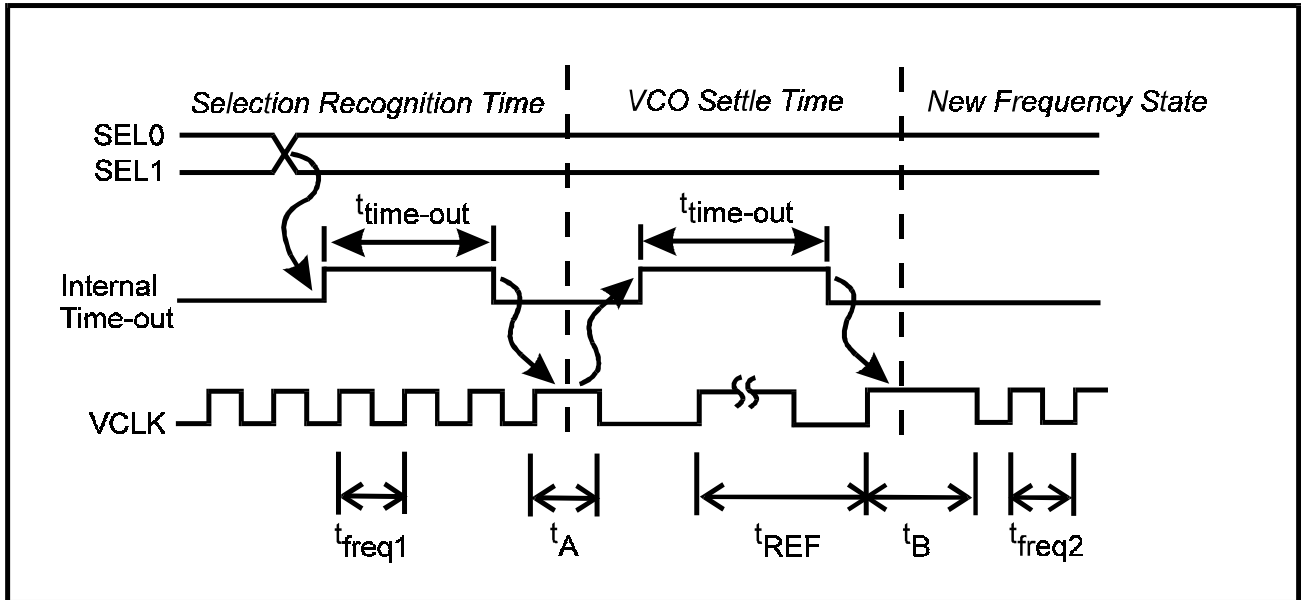 Selection Recognition Time
VCO Settle Time
New Frequency State
SEL0
SEL1
ttime-out
ttime-out
Internal
Time-out
VCLK
tfreq1
tA
tREF
tB
tfreq2